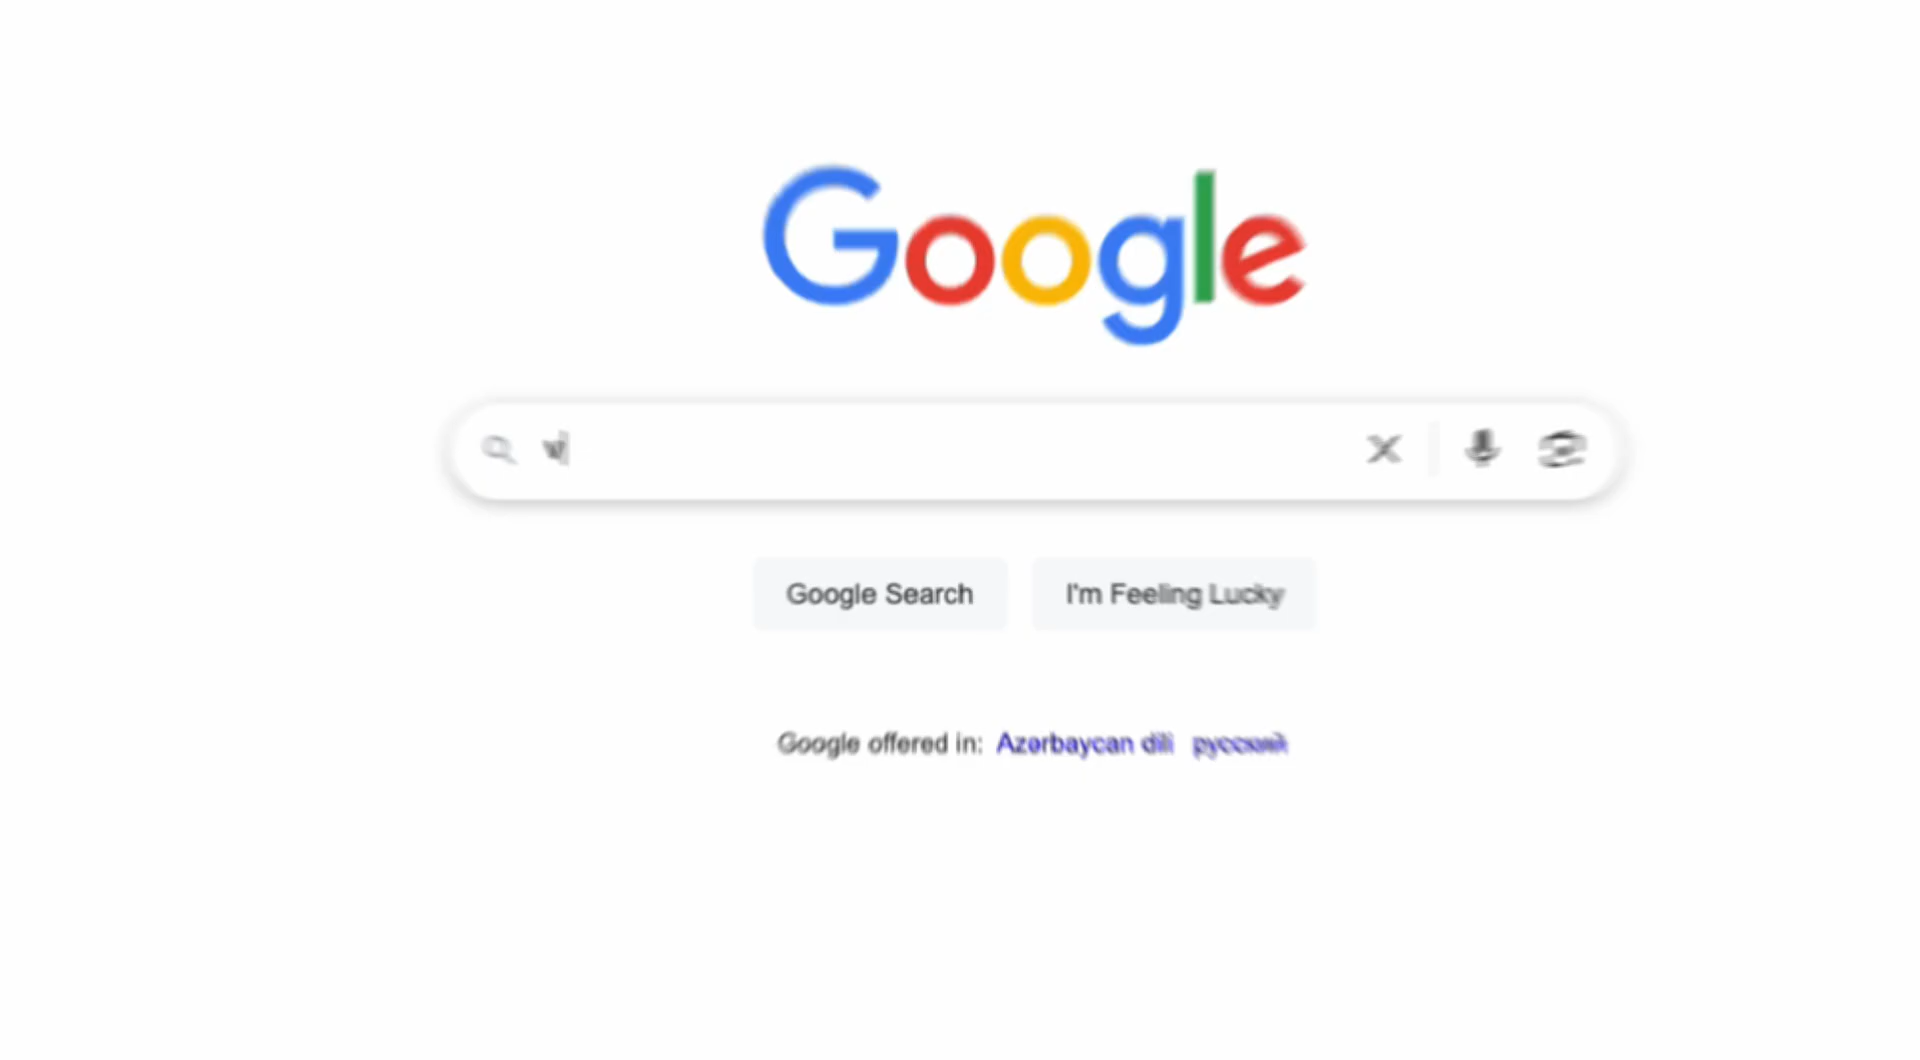 Google
Google Search I'm Feeling Lucky
Google offered in: Azərbaycan dili русский